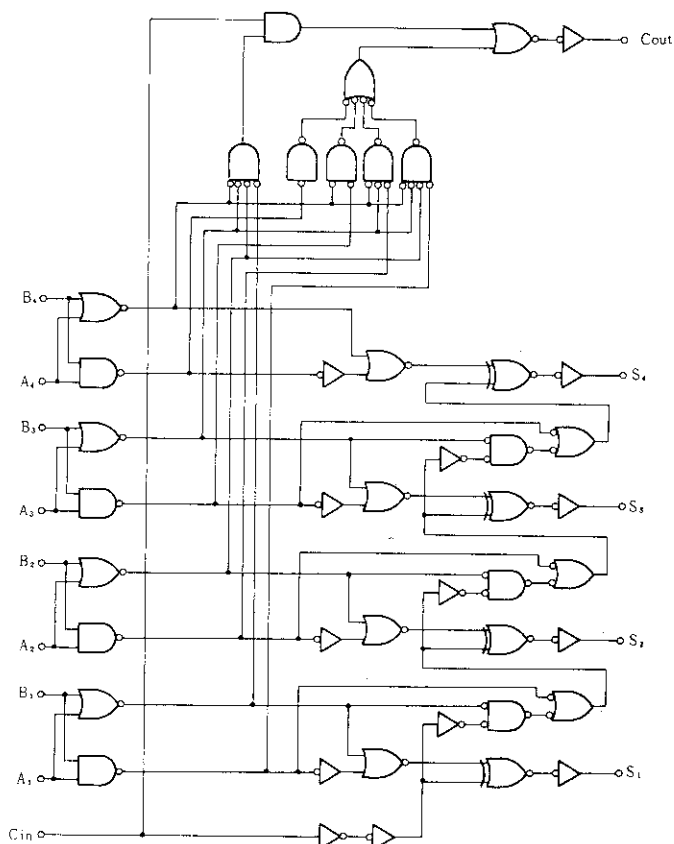 Cout
B₄
A₄
S₄
B₃
A₃
S₃
B₂
A₂
S₂
B₁
A₁
S₁
Cin